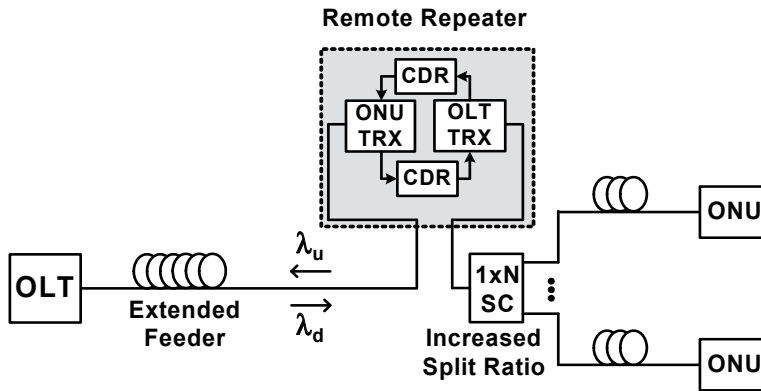 Remote Repeater
CDR
ONU
TRX
OLT
TRX
CDR
OLT
Extended
Feeder
λu
λd
1xN
SC
Increased
Split Ratio
ONU
ONU